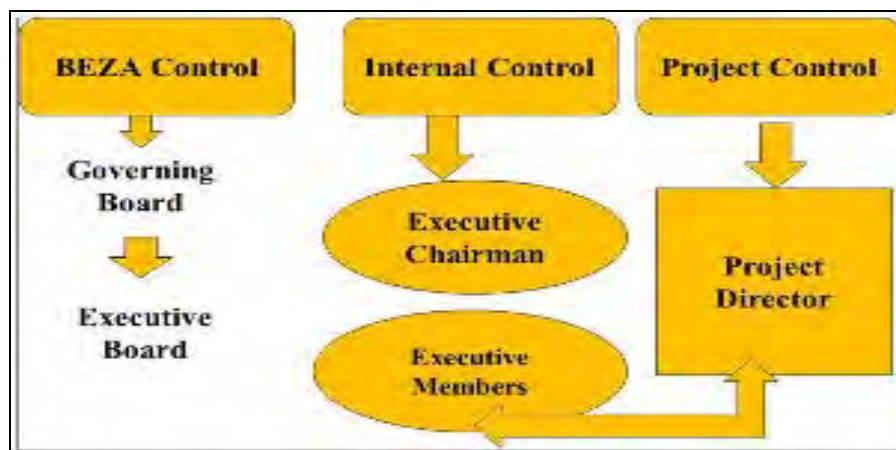 BEZA Control
Governing
Board
Executive
Board
Internal Control
Executive
Chairman
Executive
Members
Project Control
Project
Director